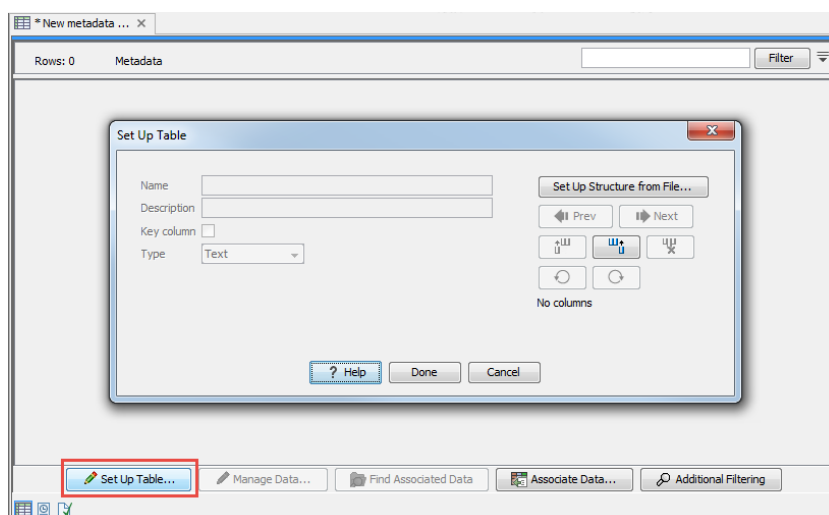 * New metadata ...
Rows: 0 Metadata Filter
Set Up Table
Name
Description
Key column
Type Text
Set Up Structure from File...
Prev Next
No columns
? Help Done Cancel
Set Up Table... Manage Data... Find Associated Data Associate Data... Additional Filtering